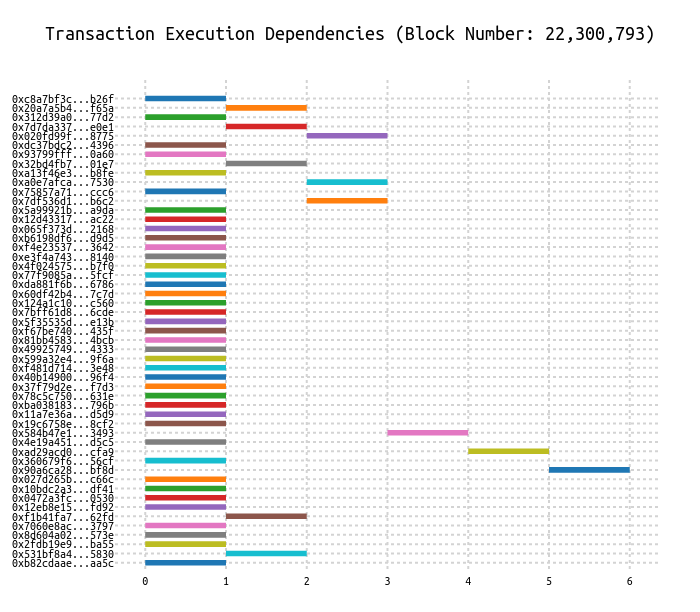 Transaction Execution Dependencies (Block Number: 22,300,793)
0xc8a7bf3c...b26f
0x20a7a5b4...f65a
0x312d39a0...77d2
0x7d7da337...e0e1
0x020fd99f...8775
0xdc37bdc2...4396
0x93799fff...0a60
0x32bd4fb7...01e7
0xa13f46e3...b8fe
0xa0e7afca...7530
0x75857a71...ccc6
0x7df536d1...b6c2
0x5a99921b...a9da
0x12d43317...ac22
0x065f373d...2168
0xb6198df6...d9d5
0xf4e23537...3642
0xe3f4a743...8140
0x4f024575...b7f0
0x77f9085a...5fcf
0xda881f6b...6786
0x60df42b4...7c7d
0x124a1c10...c560
0x7bff61d8...6cde
0x5f35535d...e13b
0xf67be740...435f
0x81bb4583...4bcb
0x49925749...4333
0x599a32e4...9f6a
0xf481d714...3e48
0x40b14900...96f4
0x37f79d2e...f7d3
0x78c5c750...631e
0xba038183...796b
0x11a7e36a...d5d9
0x19c6758e...8cf2
0x584b47e1...3493
0x4e19a451...d5c5
0xad29acd0...cfa9
0x360679f6...56cf
0x90a6ca28...bf8d
0x027d265b...c66c
0x10bdc2a3...df41
0x0472a3fc...0530
0x12eb8e15...fd92
0xf1b41fa7...62fd
0x7060e8ac...3797
0x8d604a02...573e
0x2fdb19e9...ba55
0x531bf8a4...5830
0xb82cdaae...aa5c
0 1 2 3 4 5 6